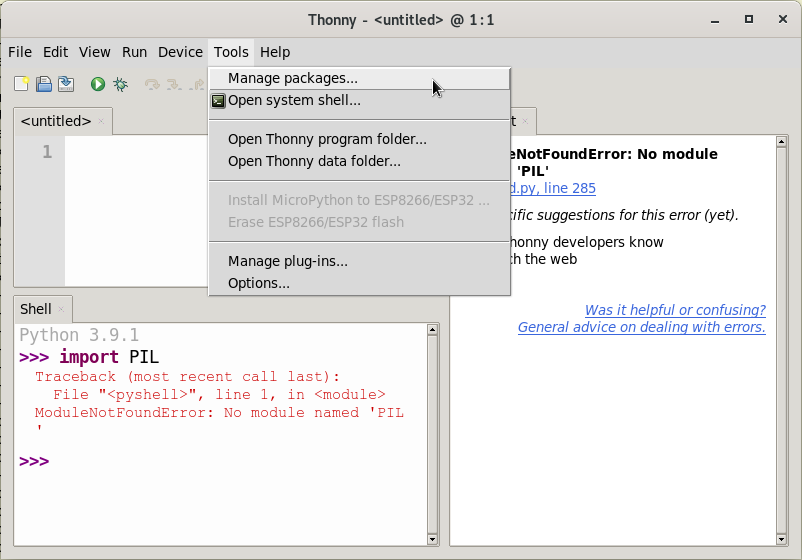 Thonny - <untitled> @ 1:1
File Edit View Run Device Tools Help
Manage packages...
Open system shell...
Open Thonny program folder...
Open Thonny data folder...
Install MicroPython to ESP8266/ESP32 ...
Erase ESP8266/ESP32 flash
Manage plug-ins...
Options...
<untitled>
1
t
eNotFoundError: No module
'PIL'
d.py, line 285
cific suggestions for this error (yet).
honny developers know
ch the web
Was it helpful or confusing?
General advice on dealing with errors.
Shell
Python 3.9.1
>>> import PIL
Traceback (most recent call last):
File "<pyshell>", line 1, in <module>
ModuleNotFoundError: No module named 'PIL
'
>>>